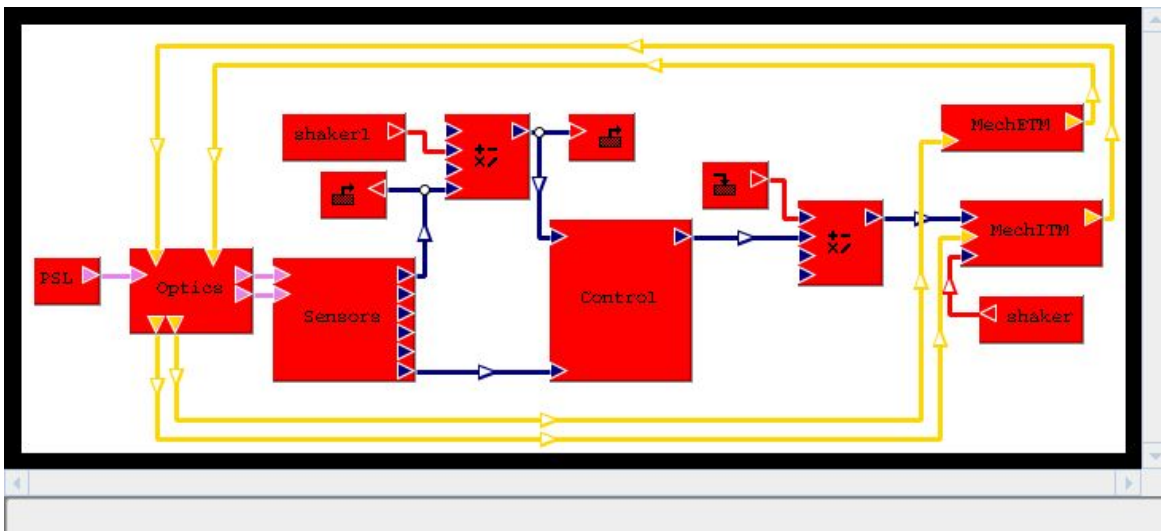 shaker1
MechETM
MechITM
PSL
Optics
Sensors
Control
shaker
+-
×/
+-
×/